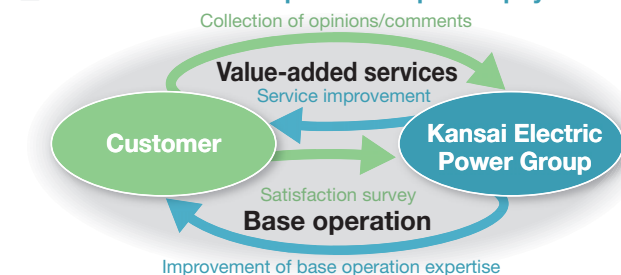 Collection of opinions/comments
Value-added services
Service improvement
Customer
Kansai Electric
Power Group
Satisfaction survey
Base operation
Improvement of base operation expertise